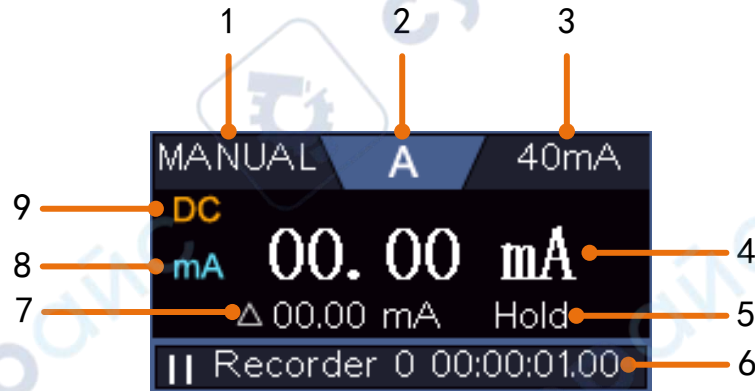 1 2 3
MANUAL A 40mA
9 DC
8 mA 00.00 mA 4
7 △ 00.00 mA Hold 5
II Recorder 0 00:00:01.00 6